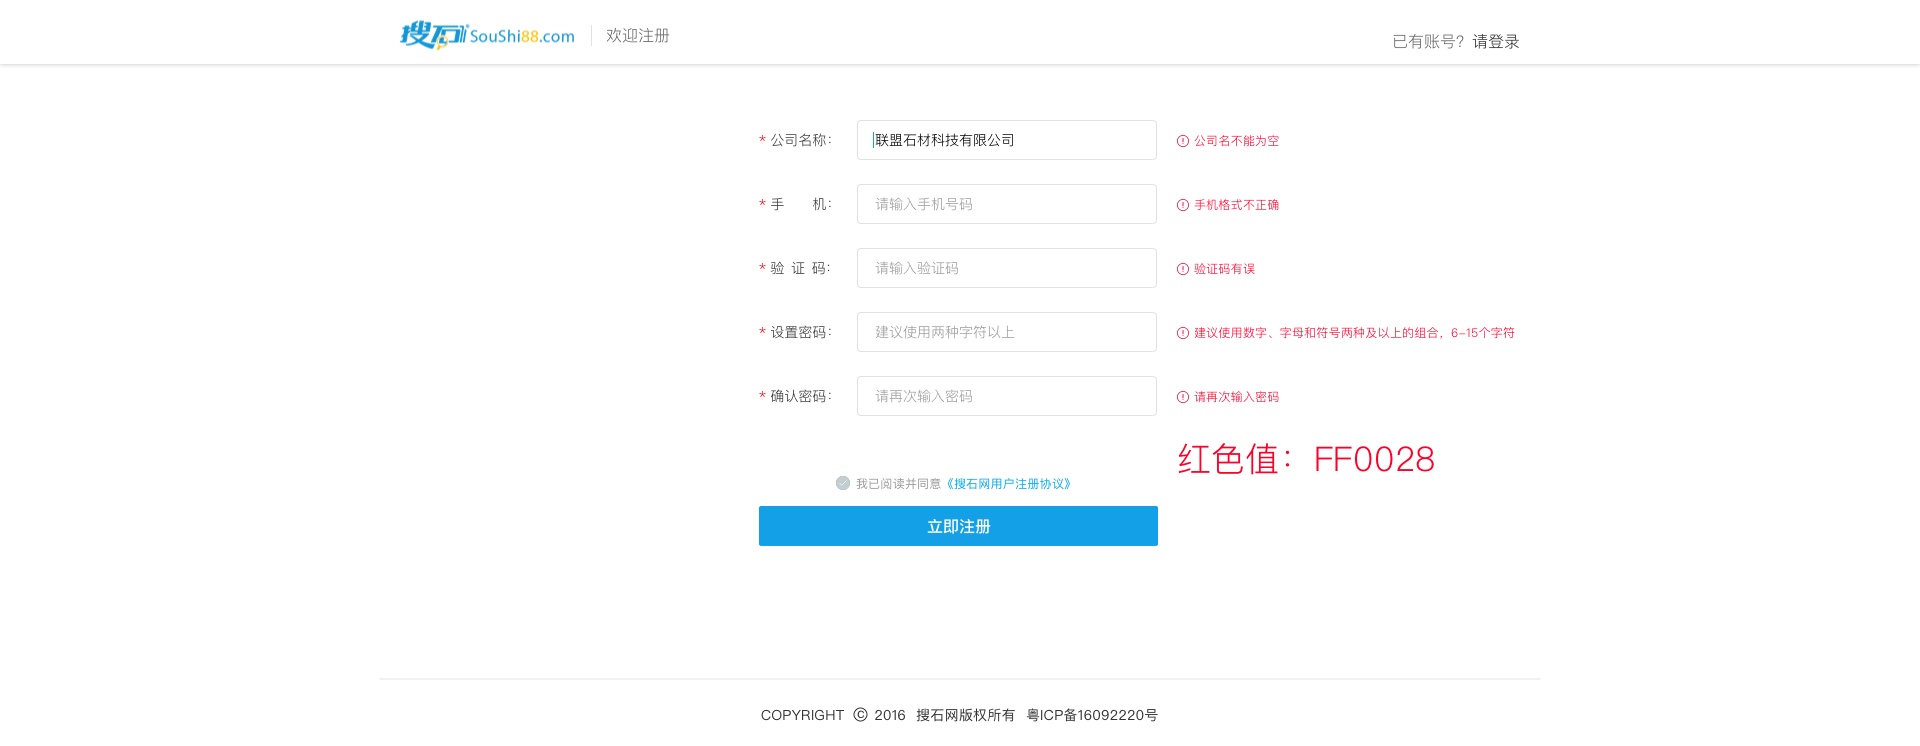 搜石 SouShi88.com 欢迎注册 已有账号？请登录
* 公司名称： 联盟石材科技有限公司 公司名不能为空
* 手 机： 请输入手机号码 手机格式不正确
* 验 证 码： 请输入验证码 验证码有误
* 设置密码： 建议使用两种字符以上 建议使用数字、字母和符号两种及以上的组合，6-15个字符
* 确认密码： 请再次输入密码 请再次输入密码
红色值：FF0028
我已阅读并同意《搜石网用户注册协议》
立即注册
COPYRIGHT © 2016 搜石网版权所有 粤ICP备16092220号